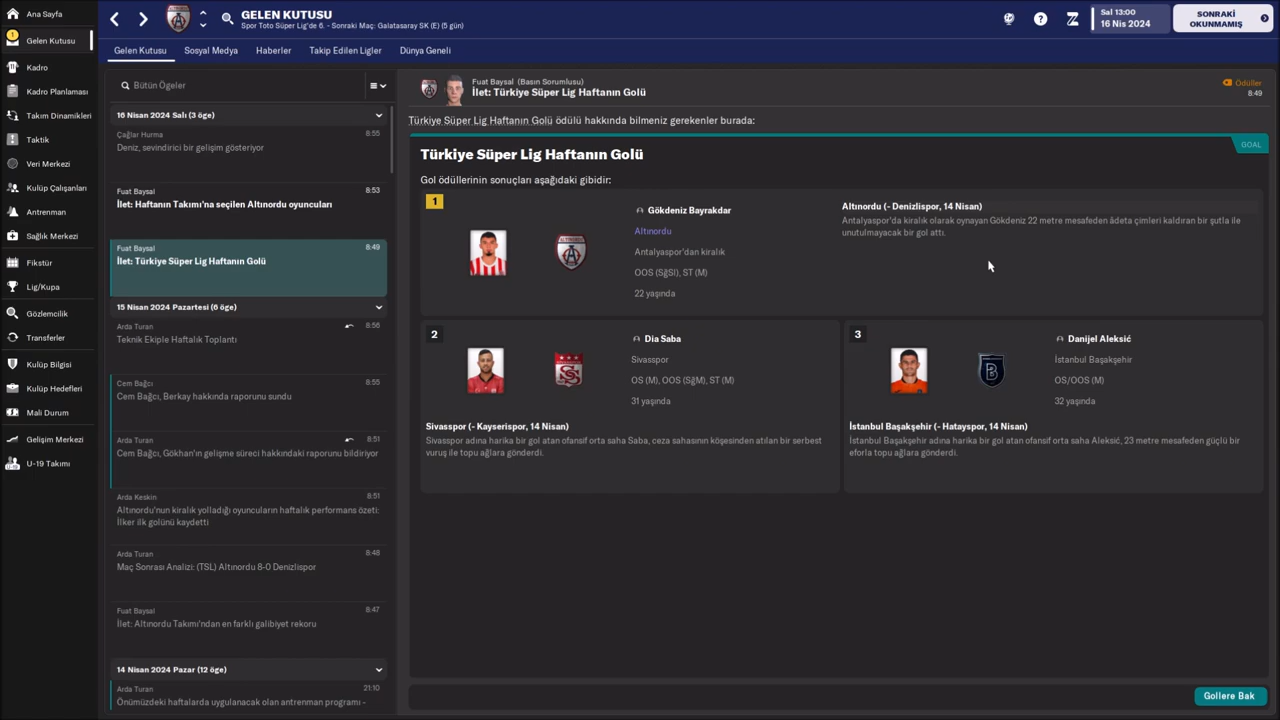 Ana Sayfa
1
Gelen Kutusu
Kadro
Kadro Planlaması
Takım Dinamikleri
Taktik
Veri Merkezi
Kulüp Çalışanları
Antrenman
Sağlık Merkezi
Fikstür
Lig/Kupa
Gözlemcilik
Transferler
Kulüp Bilgisi
Kulüp Hedefleri
Mali Durum
Gelişim Merkezi
U-19 Takımı
GELEN KUTUSU
Spor Toto Süper Lig'de 6. - Sonraki Maç: Galatasaray SK (E) (5 gün)
Sal 13:00
16 Nis 2024
SONRAKİ
OKUNMAMIŞ
Gelen Kutusu
Sosyal Medya
Haberler
Takip Edilen Ligler
Dünya Geneli
Bütün Ögeler
16 Nisan 2024 Salı (3 öge)
Çağlar Hurma 8:55
Deniz, sevindirici bir gelişim gösteriyor
Fuat Baysal 8:53
İlet: Haftanın Takımı'na seçilen Altınordu oyuncuları
Fuat Baysal 8:49
İlet: Türkiye Süper Lig Haftanın Golü
15 Nisan 2024 Pazartesi (6 öge)
Arda Turan 8:56
Teknik Ekiple Haftalık Toplantı
Cem Bağcı 8:55
Cem Bağcı, Berkay hakkında raporunu sundu
Arda Turan 8:51
Cem Bağcı, Gökhan'ın gelişme süreci hakkındaki raporunu bildiriyor
Arda Keskin 8:51
Altınordu'nun kiralık yolladığı oyuncuların haftalık performans özeti:
İlker ilk golünü kaydetti
Arda Turan 8:48
Maç Sonrası Analizi: (TSL) Altınordu 8-0 Denizlispor
Fuat Baysal 8:47
İlet: Altınordu Takımı'ndan en farklı galibiyet rekoru
14 Nisan 2024 Pazar (12 öge)
Arda Turan 21:10
Önümüzdeki haftalarda uygulanacak olan antrenman programı -
Fuat Baysal (Basın Sorumlusu)
İlet: Türkiye Süper Lig Haftanın Golü
Ödüller
8:49
Türkiye Süper Lig Haftanın Golü ödülü hakkında bilmeniz gerekenler burada:
GOAL
Türkiye Süper Lig Haftanın Golü
Gol ödüllerinin sonuçları aşağıdaki gibidir:
1
Gökdeniz Bayrakdar
Altınordu
Antalyaspor'dan kiralık
OOS (SğSl), ST (M)
22 yaşında
Altınordu (- Denizlispor, 14 Nisan)
Antalyaspor'da kiralık olarak oynayan Gökdeniz 22 metre mesafeden âdeta çimleri kaldıran bir şutla ile
unutulmayacak bir gol attı.
2
Dia Saba
Sivasspor
OS (M), OOS (SğM), ST (M)
31 yaşında
Sivasspor (- Kayserispor, 14 Nisan)
Sivasspor adına harika bir gol atan ofansif orta saha Saba, ceza sahasının köşesinden atılan bir serbest
vuruş ile topu ağlara gönderdi.
3
Danijel Aleksić
İstanbul Başakşehir
OS/OOS (M)
32 yaşında
İstanbul Başakşehir (- Hatayspor, 14 Nisan)
İstanbul Başakşehir adına harika bir gol atan ofansif orta saha Aleksić, 23 metre mesafeden güçlü bir
eforla topu ağlara gönderdi.
Gollere Bak